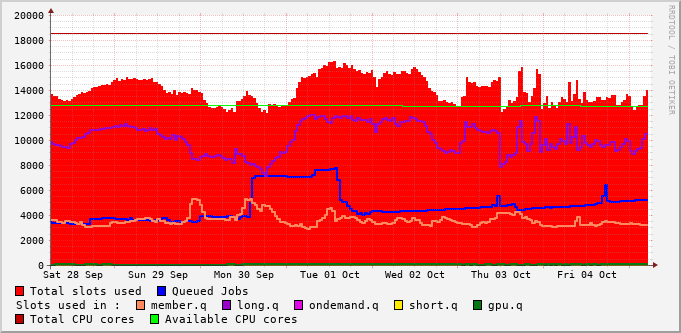 20000
18000
16000
14000
12000
10000
8000
6000
4000
2000
0
Sat 28 Sep Sun 29 Sep Mon 30 Sep Tue 01 Oct Wed 02 Oct Thu 03 Oct Fri 04 Oct
Total slots used Queued Jobs
Slots used in : member.q long.q ondemand.q short.q gpu.q
Total CPU cores Available CPU cores
RRDTOOL / TOBI OETIKER